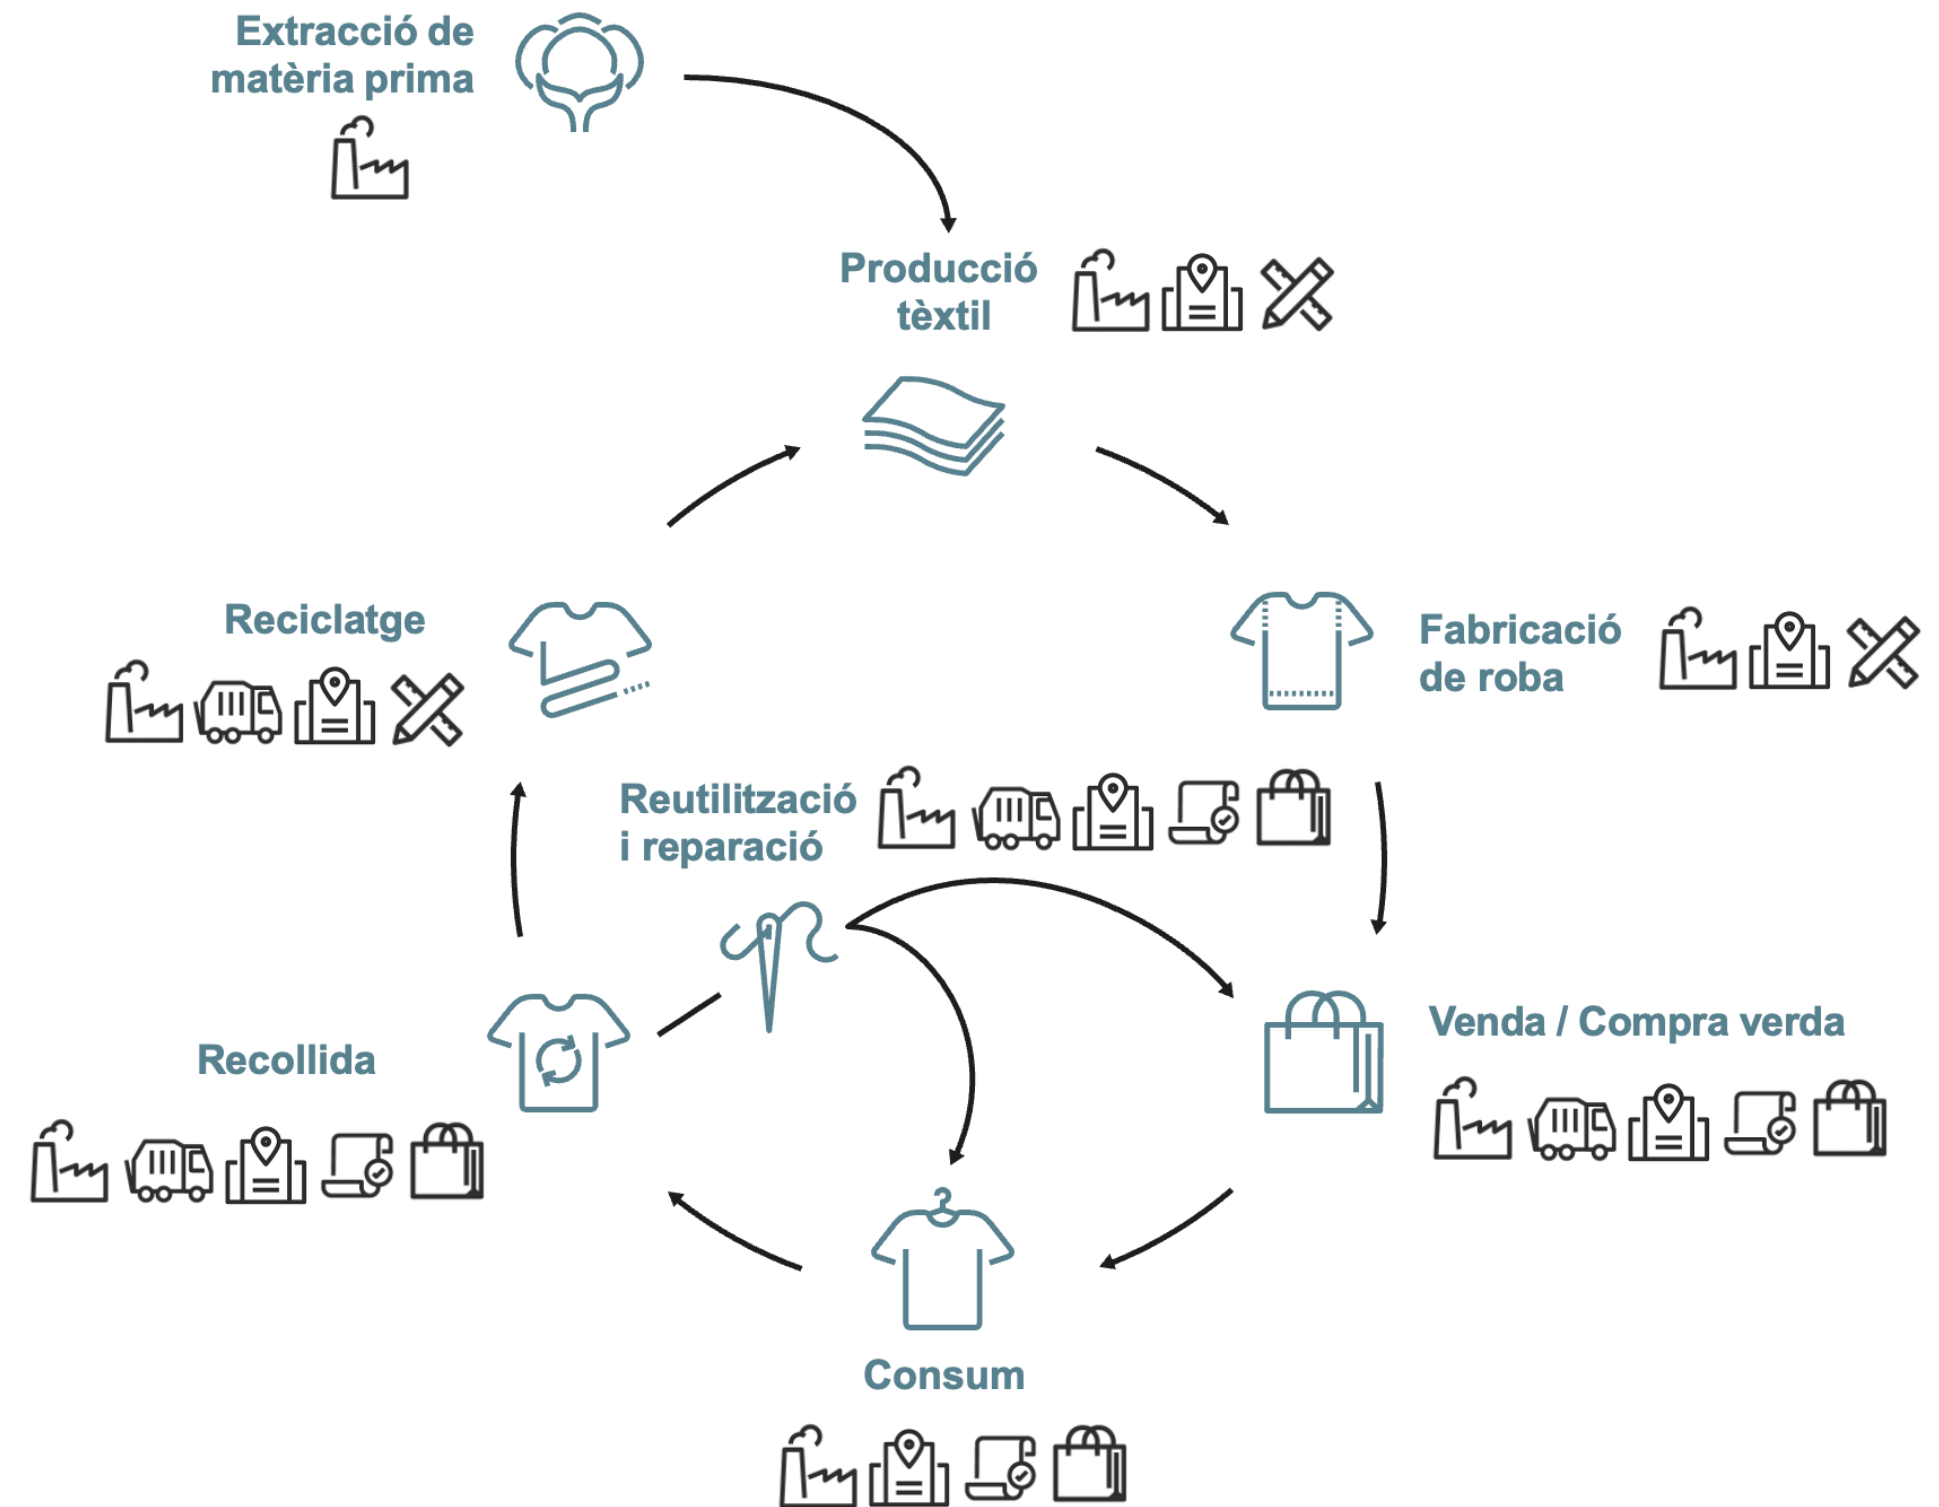 Extracció de
matèria prima
Producció
tèxtil
Reciclatge
Fabricació
de roba
Reutilització
i reparació
Venda / Compra verda
Recollida
Consum